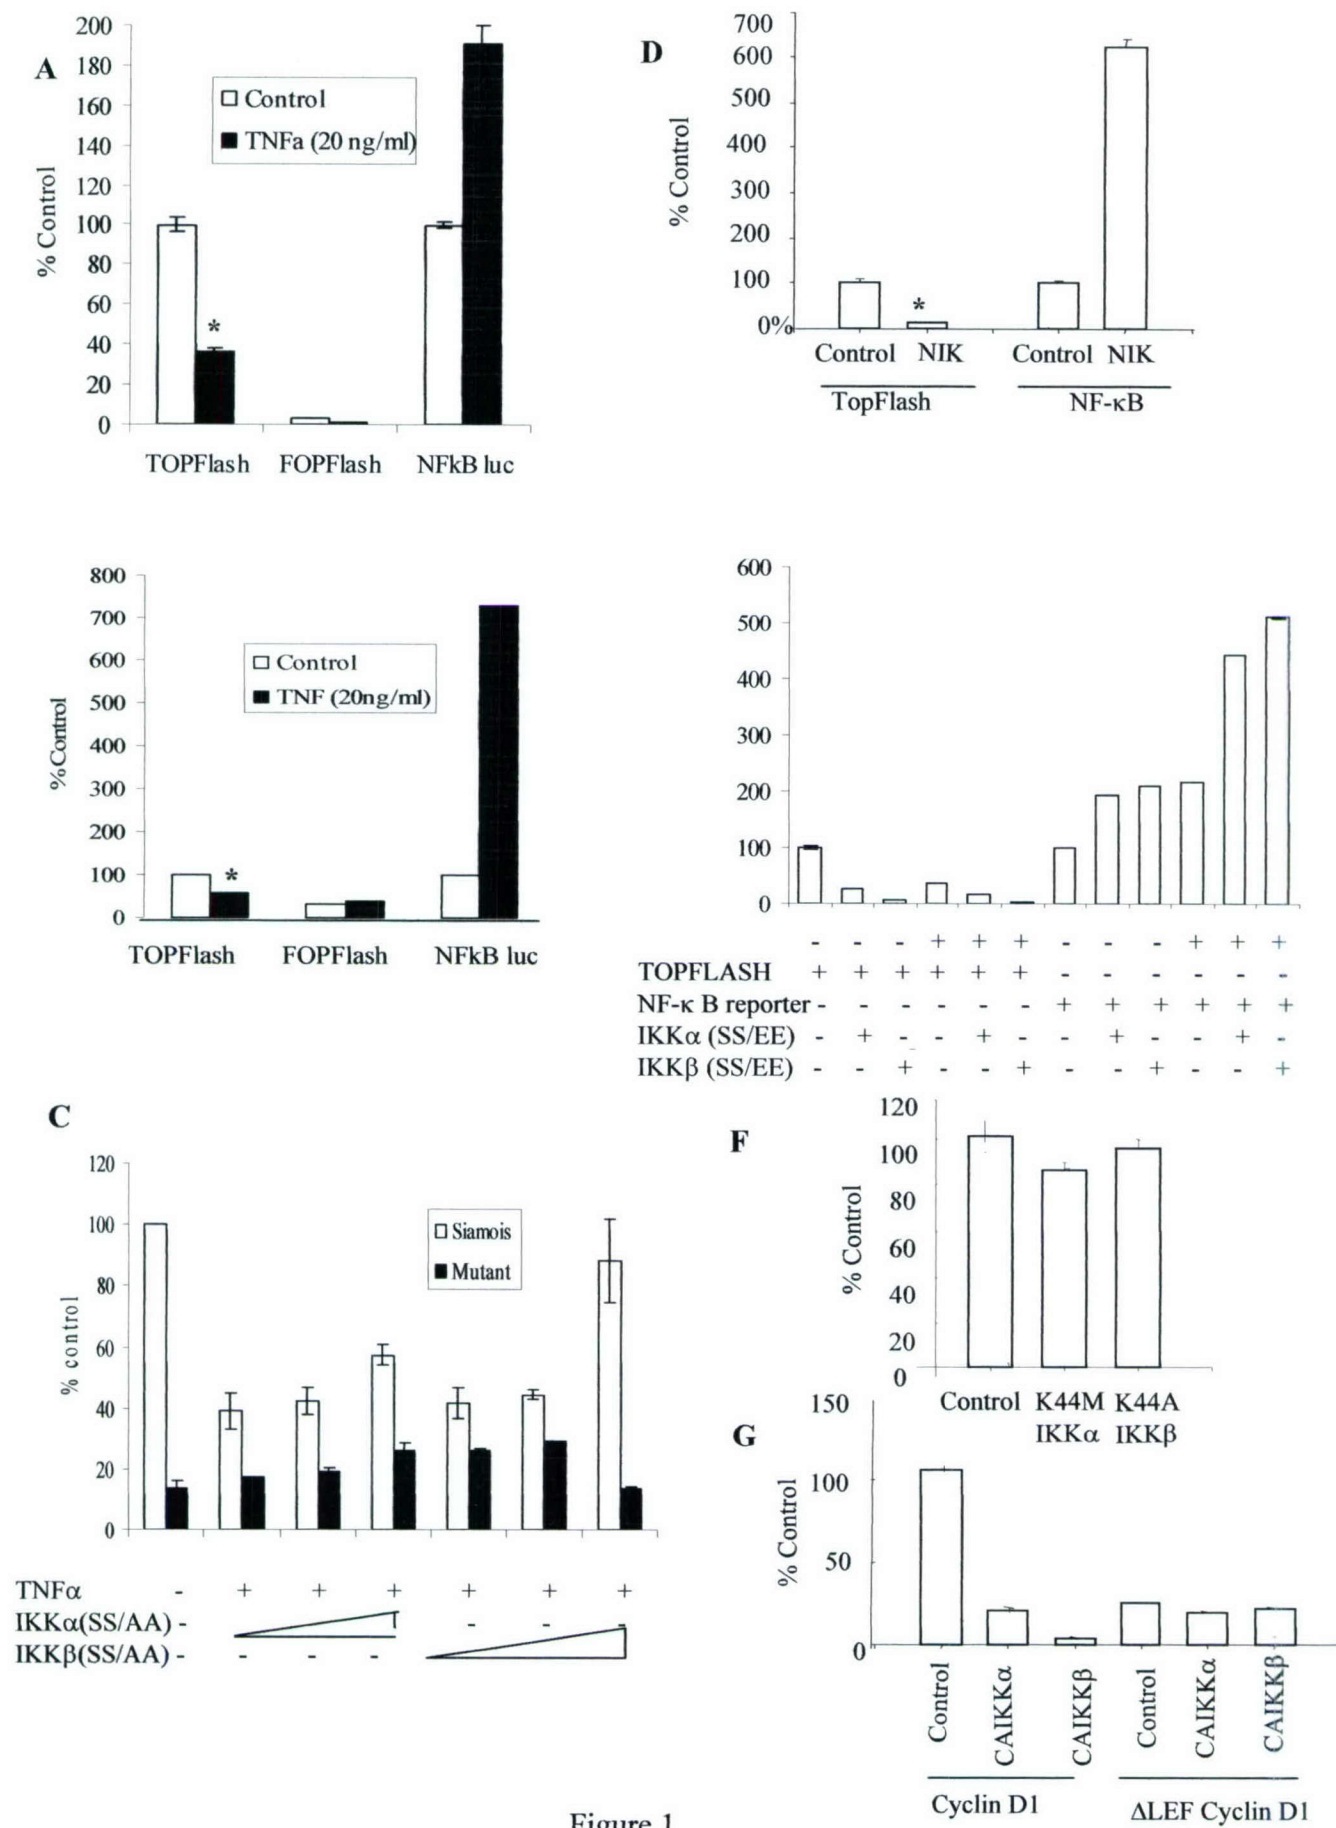 A
% Control
200
180
160
140
120
100
80
60
40
20
0
Control
TNFa (20 ng/ml)
*
TOPFlash FOPFlash NFkB luc
D
% Control
700
600
500
400
300
200
100
0%
*
Control NIK Control NIK
TopFlash NF-κB
%Control
800
700
600
500
400
300
200
100
0
Control
TNF (20ng/ml)
*
TOPFlash FOPFlash NFkB luc
600
500
400
300
200
100
0
- - - + + + - - - + + +
TOPFLASH + + + + + + - - - - - -
NF-κ B reporter - - - - - - + + + + + +
IKKα (SS/EE) - + - - + - - + - - + -
IKKβ (SS/EE) - - + - - + - - + - - +
C
% control
120
100
80
60
40
20
0
Siamois
Mutant
TNFα - + + + + + +
IKKα(SS/AA) - - - -
IKKβ(SS/AA) - - - -
F
% Control
120
100
80
60
40
20
0
Control K44M K44A
IKKα IKKβ
G
% Control
150
100
50
0
Control
CAIKKα
CAIKKβ
Control
CAIKKα
CAIKKβ
Cyclin D1 ΔLEF Cyclin D1
Figure 1